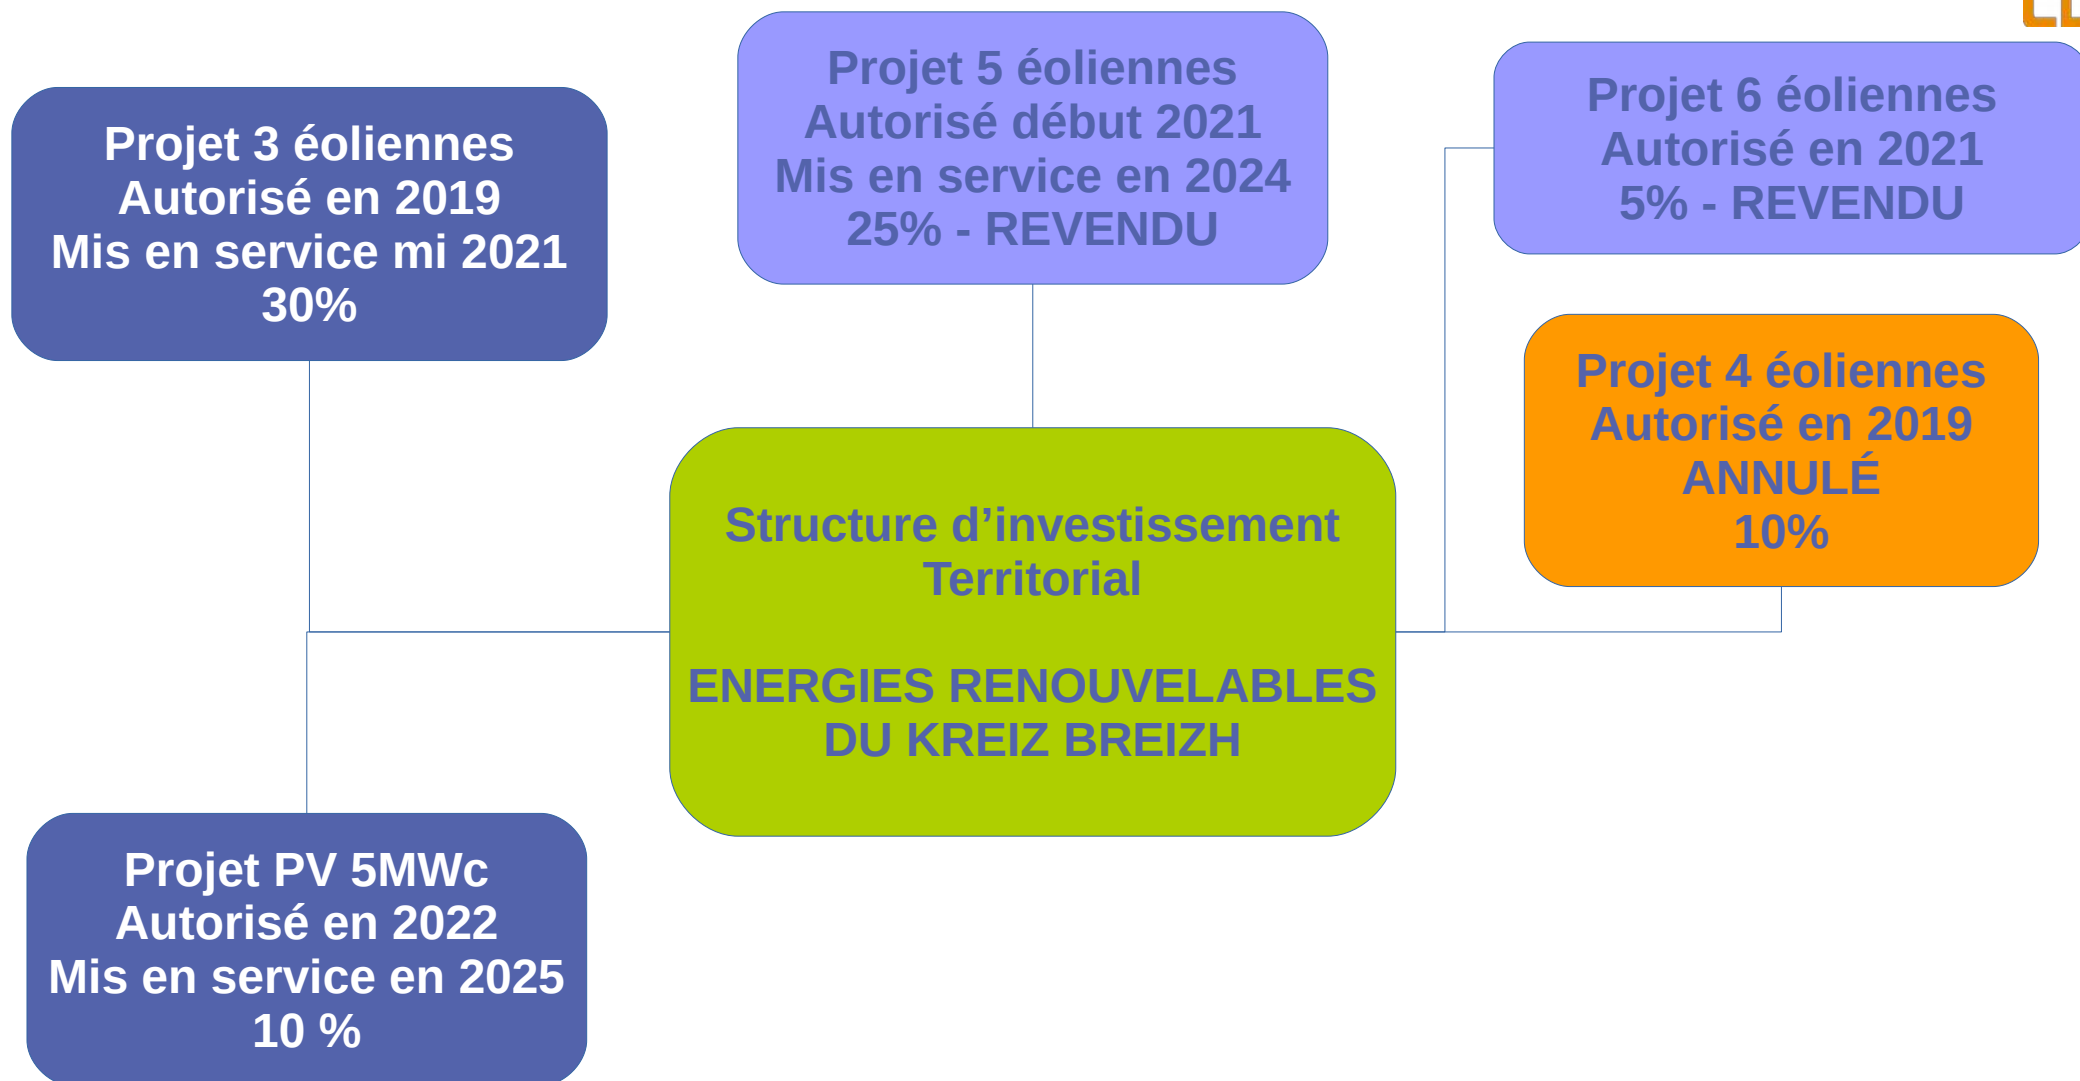 Projet 3 éoliennes
Autorisé en 2019
Mis en service mi 2021
30%
Projet 5 éoliennes
Autorisé début 2021
Mis en service en 2024
25% - REVENDU
Projet 6 éoliennes
Autorisé en 2021
5% - REVENDU
Projet 4 éoliennes
Autorisé en 2019
ANNULÉ
10%
Structure d’investissement
Territorial
ENERGIES RENOUVELABLES
DU KREIZ BREIZH
Projet PV 5MWc
Autorisé en 2022
Mis en service en 2025
10 %